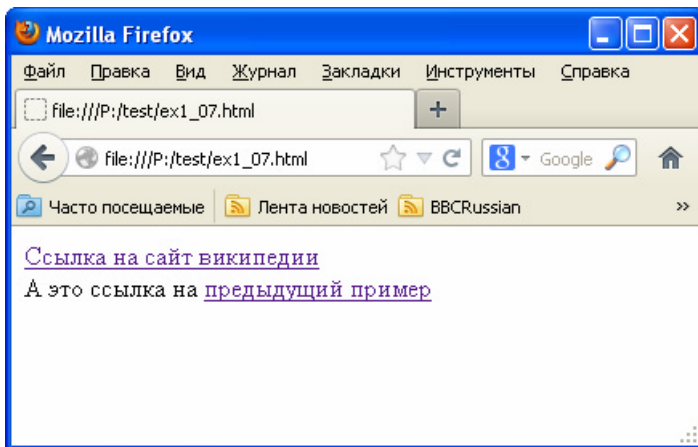 Mozilla Firefox
Файл Правка Вид Журнал Закладки Инструменты Справка
file:///P:/test/ex1_07.html
file:///P:/test/ex1_07.html 8 Google
Часто посещаемые Лента новостей BBCRussian »
Ссылка на сайт википедии
А это ссылка на предыдущий пример